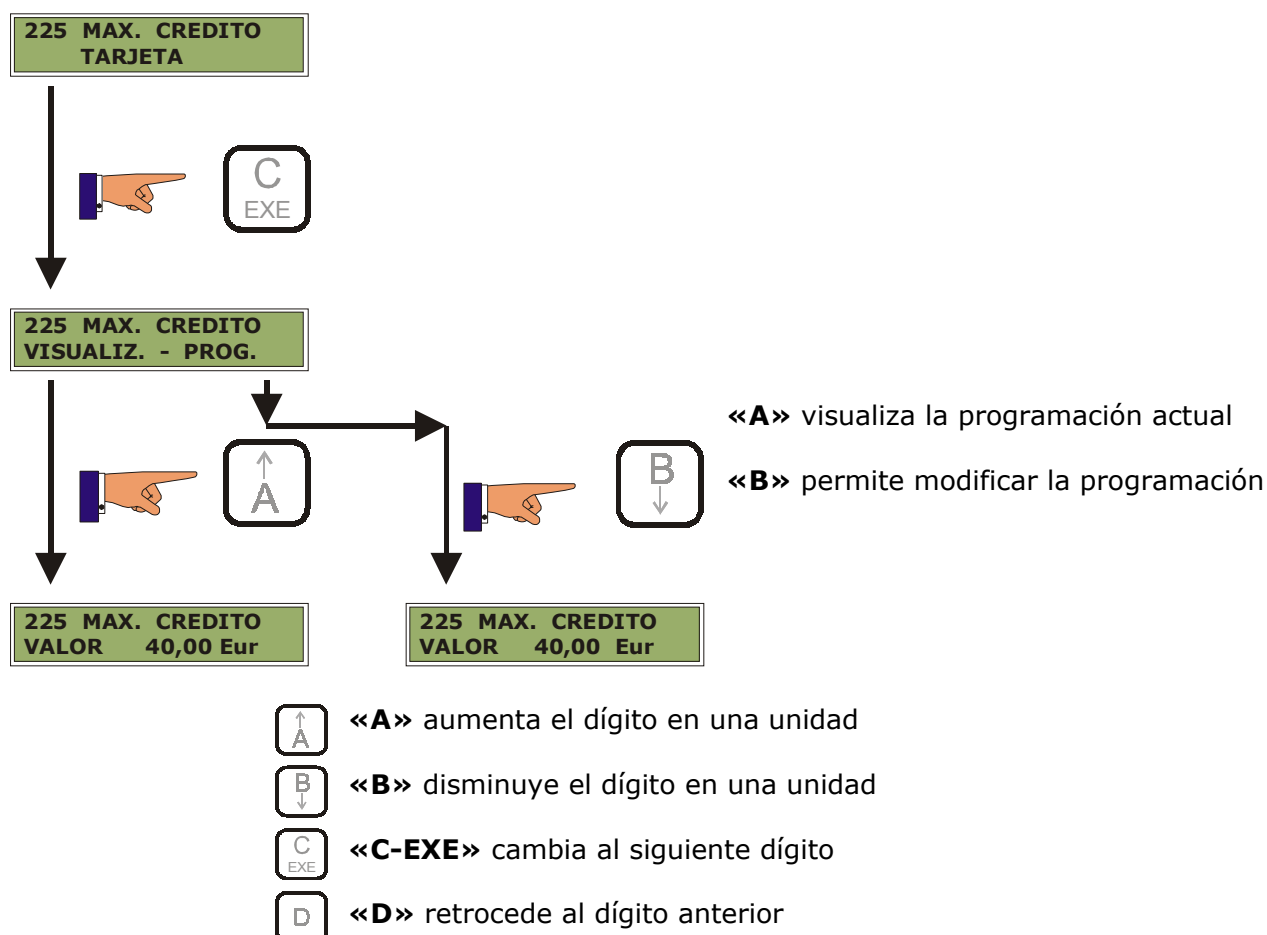 225 MAX. CREDITO
TARJETA
C
EXE
225 MAX. CREDITO
VISUALIZ. - PROG.
«A» visualiza la programación actual
A
B
«B» permite modificar la programación
225 MAX. CREDITO
VALOR 40,00 Eur
225 MAX. CREDITO
VALOR 40,00 Eur
A «A» aumenta el dígito en una unidad
B «B» disminuye el dígito en una unidad
C EXE «C-EXE» cambia al siguiente dígito
D «D» retrocede al dígito anterior